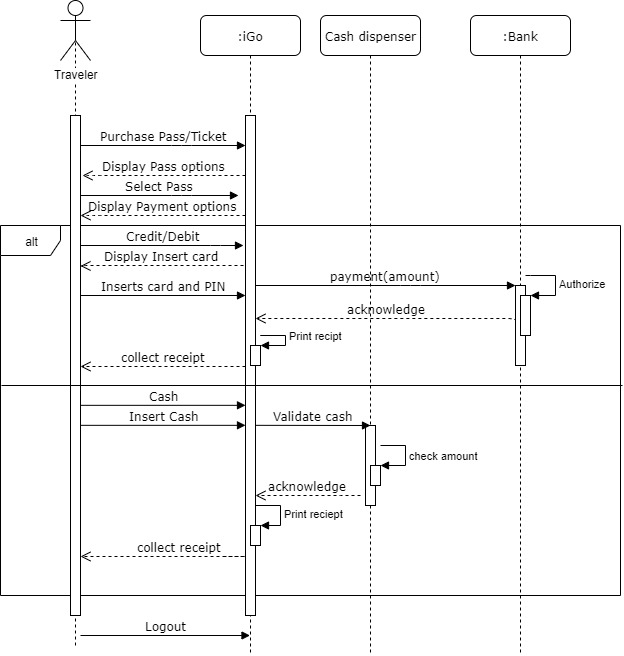 :iGo
Cash dispenser
:Bank
Traveler
Purchase Pass/Ticket
Display Pass options
Select Pass
Display Payment options
alt
Credit/Debit
Display Insert card
payment(amount)
Authorize
Inserts card and PIN
acknowledge
Print recipt
collect receipt
Cash
Insert Cash
Validate cash
check amount
acknowledge
Print reciept
collect receipt
Logout